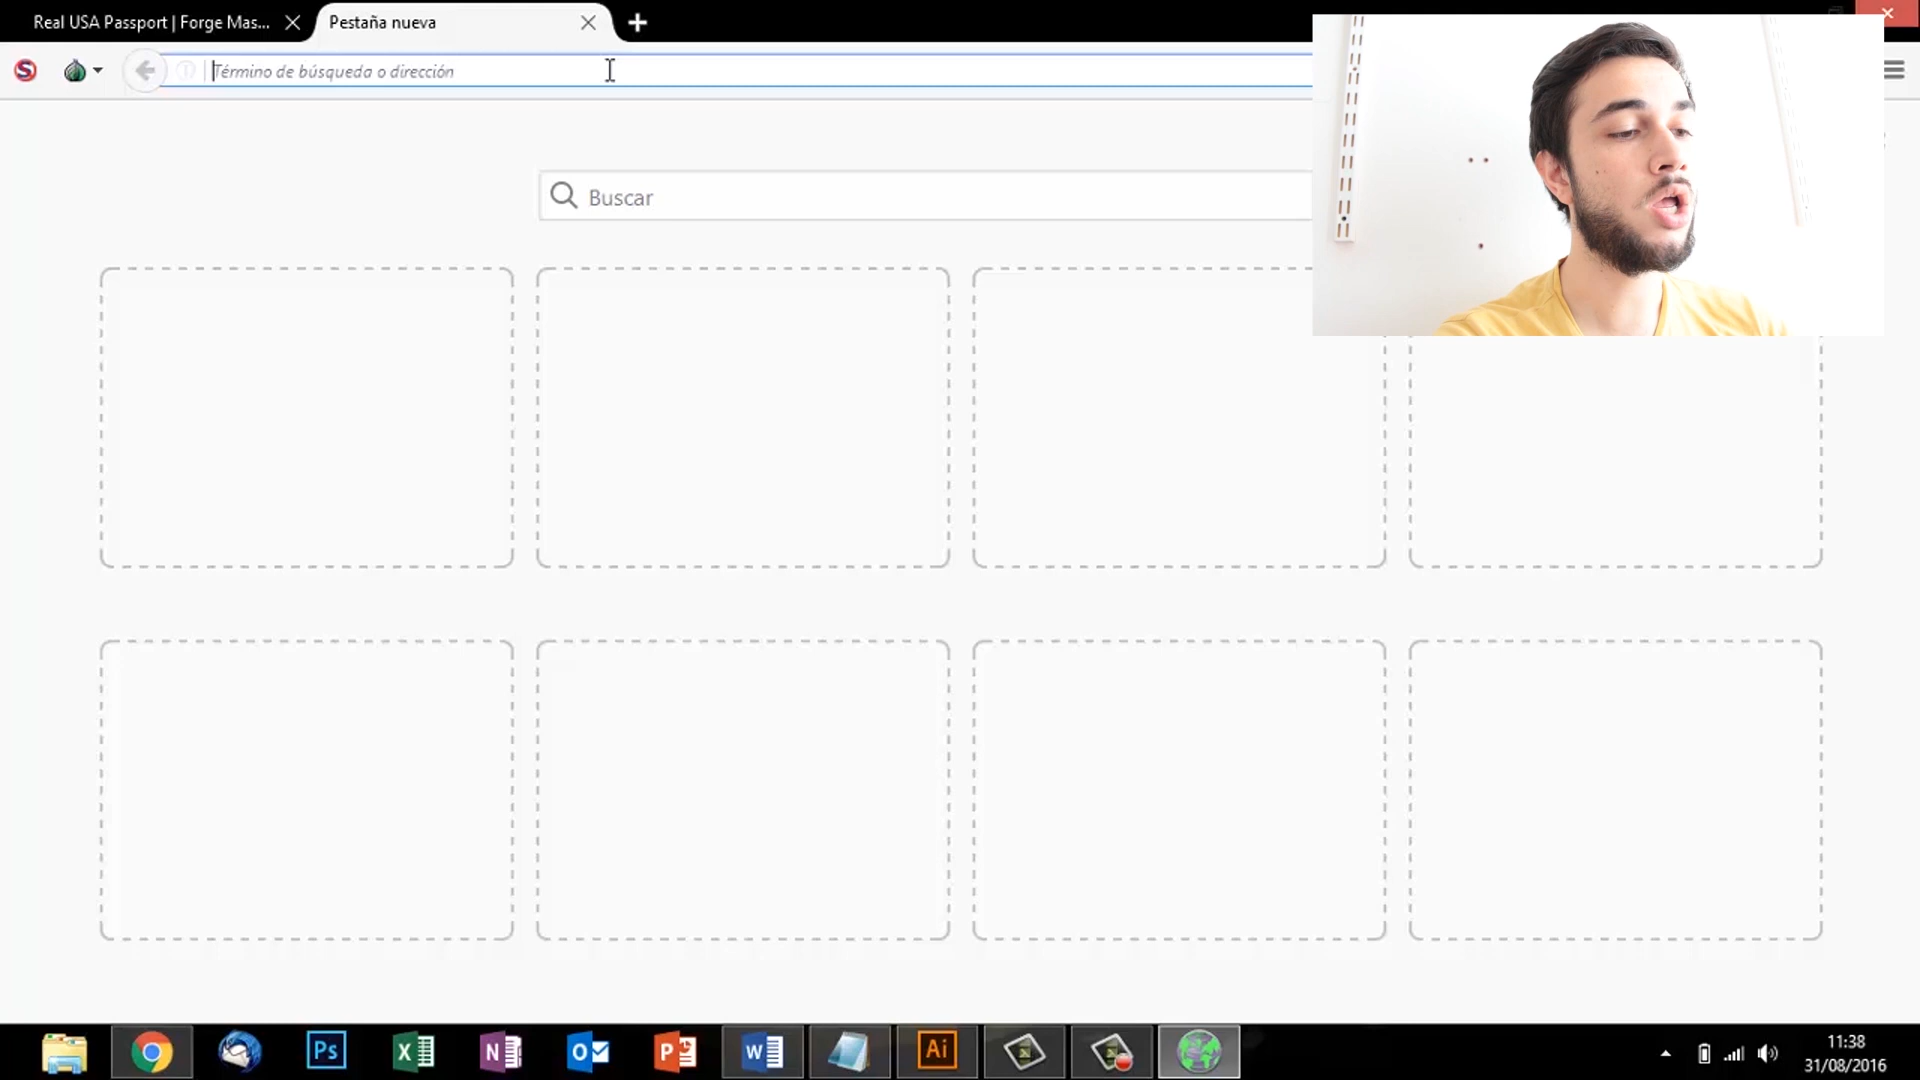 Real USA Passport | Forge Mas...
Pestaña nueva
Término de búsqueda o dirección
Buscar
Ps
X
N
O
P
W
Ai
11:38
31/08/2016